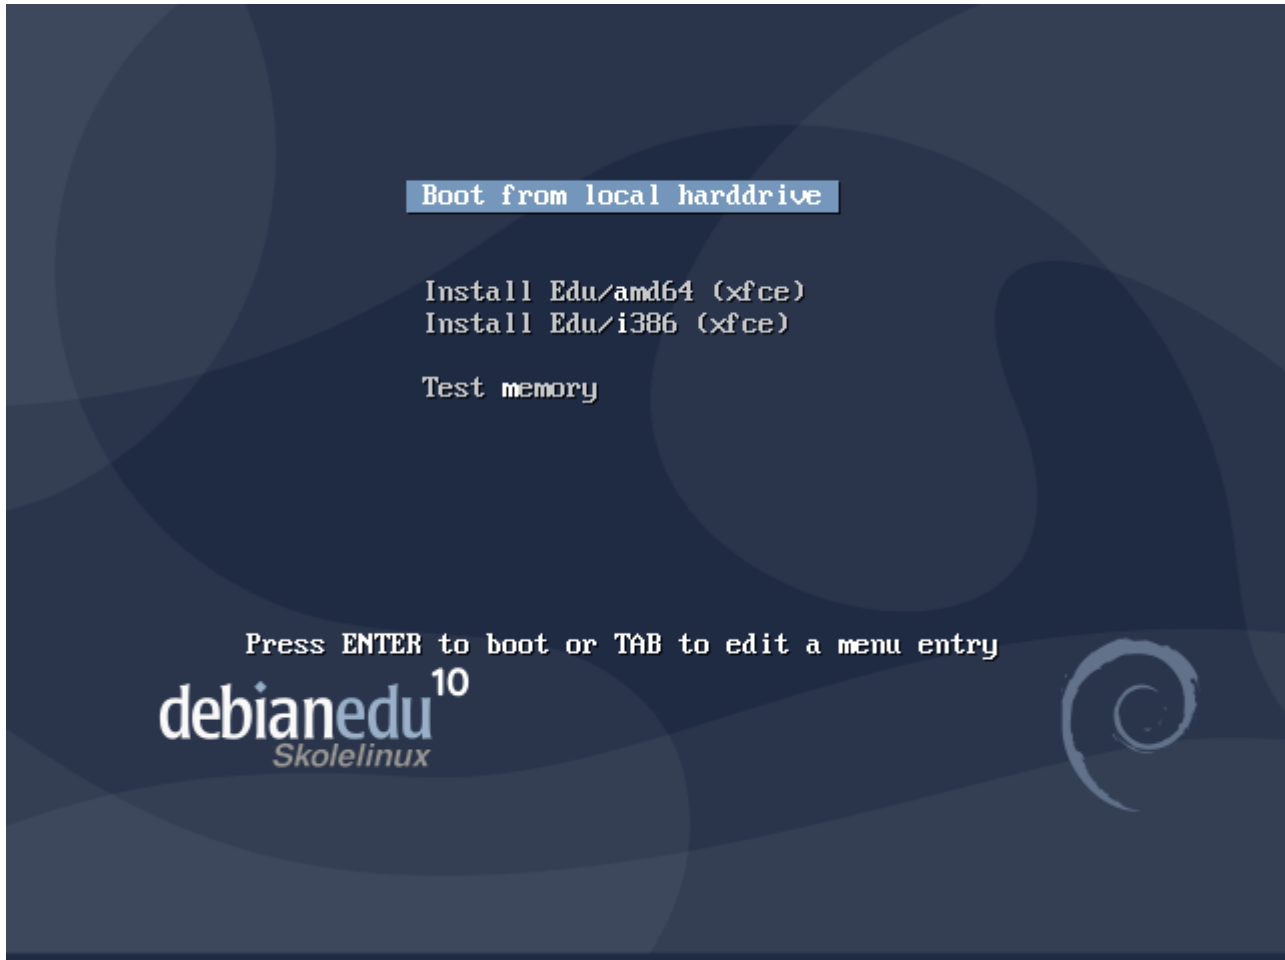 Boot from local harddrive
Install Edu/amd64 (xfce)
Install Edu/i386 (xfce)
Test memory
Press ENTER to boot or TAB to edit a menu entry
debianedu 10
Skolelinux